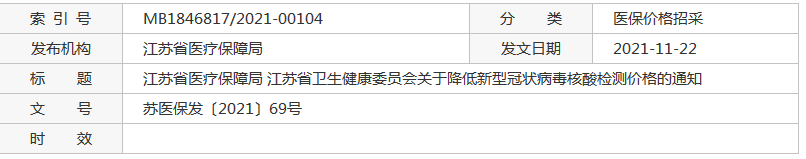 索 引 号 MB1846817/2021-00104 分 类 医保价格招采
发布机构 江苏省医疗保障局 发文日期 2021-11-22
标 题 江苏省医疗保障局 江苏省卫生健康委员会关于降低新型冠状病毒核酸检测价格的通知
文 号 苏医保发〔2021〕69号
时 效